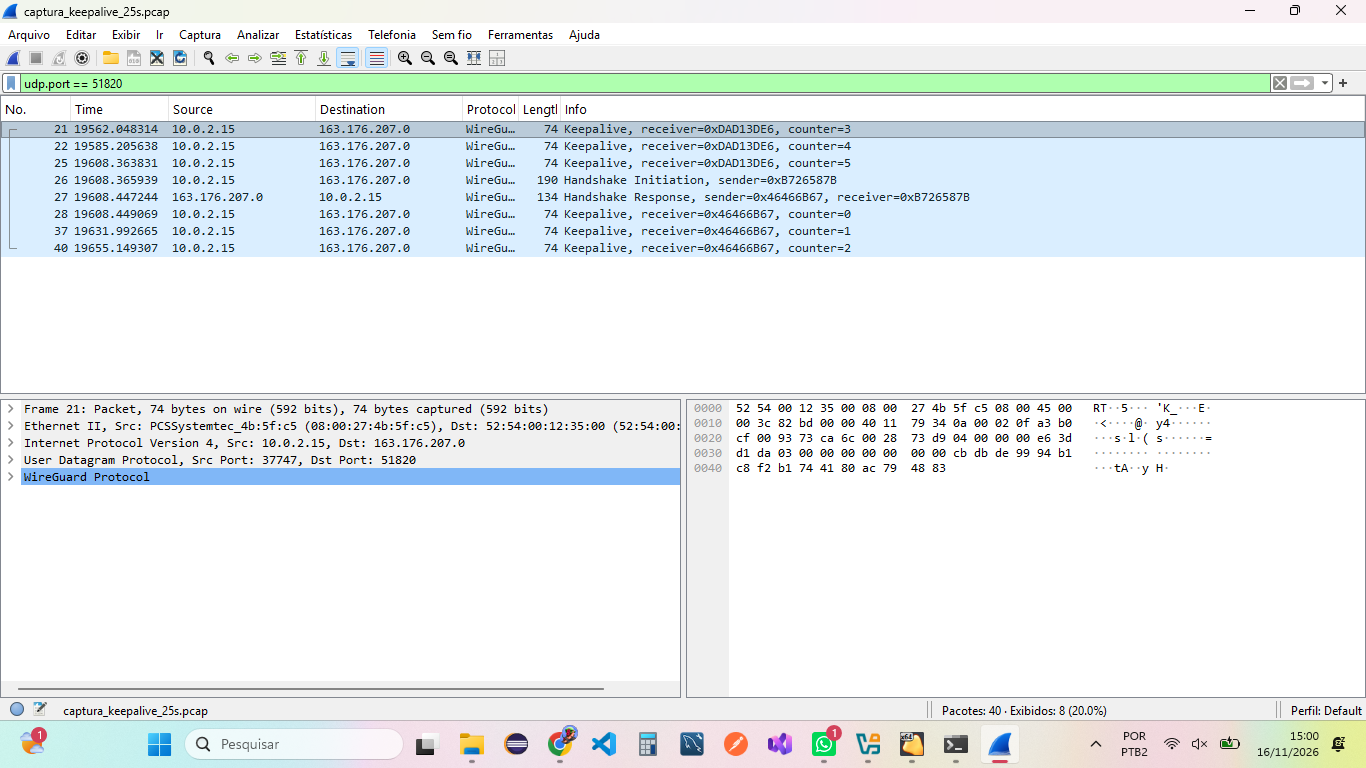 captura_keepalive_25s.pcap
Arquivo Editar Exibir Ir Captura Analizar Estatísticas Telefonia Sem fio Ferramentas Ajuda
udp.port == 51820
No. Time Source Destination Protocol Lengtl Info
21 19562.048314 10.0.2.15 163.176.207.0 WireGu… 74 Keepalive, receiver=0xDAD13DE6, counter=3
22 19585.205638 10.0.2.15 163.176.207.0 WireGu… 74 Keepalive, receiver=0xDAD13DE6, counter=4
25 19608.363831 10.0.2.15 163.176.207.0 WireGu… 74 Keepalive, receiver=0xDAD13DE6, counter=5
26 19608.365939 10.0.2.15 163.176.207.0 WireGu… 190 Handshake Initiation, sender=0xB726587B
27 19608.447244 163.176.207.0 10.0.2.15 WireGu… 134 Handshake Response, sender=0x46466B67, receiver=0xB726587B
28 19608.449069 10.0.2.15 163.176.207.0 WireGu… 74 Keepalive, receiver=0x46466B67, counter=0
37 19631.992665 10.0.2.15 163.176.207.0 WireGu… 74 Keepalive, receiver=0x46466B67, counter=1
40 19655.149307 10.0.2.15 163.176.207.0 WireGu… 74 Keepalive, receiver=0x46466B67, counter=2
Frame 21: Packet, 74 bytes on wire (592 bits), 74 bytes captured (592 bits)
Ethernet II, Src: PCSSystemtec_4b:5f:c5 (08:00:27:4b:5f:c5), Dst: 52:54:00:12:35:00 (52:54:00:
Internet Protocol Version 4, Src: 10.0.2.15, Dst: 163.176.207.0
User Datagram Protocol, Src Port: 37747, Dst Port: 51820
WireGuard Protocol
0000 52 54 00 12 35 00 08 00 27 4b 5f c5 08 00 45 00 RT··5··· 'K_···E·
0010 00 3c 82 bd 00 00 40 11 79 34 0a 00 02 0f a3 b0 ·<····@· y4······
0020 cf 00 93 73 ca 6c 00 28 73 d9 04 00 00 00 e6 3d ···s·l·( s······=
0030 d1 da 03 00 00 00 00 00 00 00 cb db de 99 94 b1 ········ ········
0040 c8 f2 b1 74 41 80 ac 79 48 83 ···tA··y H·
captura_keepalive_25s.pcap
Pacotes: 40 · Exibidos: 8 (20.0%)
Perfil: Default
1
Pesquisar
1
x64
POR
PTB2
15:00
16/11/2026